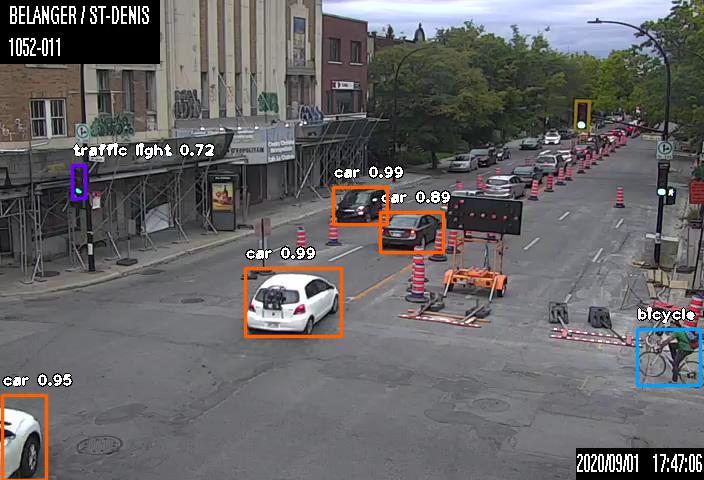 BELANGER / ST-DENIS
1052-011
traffic light 0.72
car 0.99
car 0.89
car 0.99
bicycle
car 0.95
2020/09/01 17:47:06